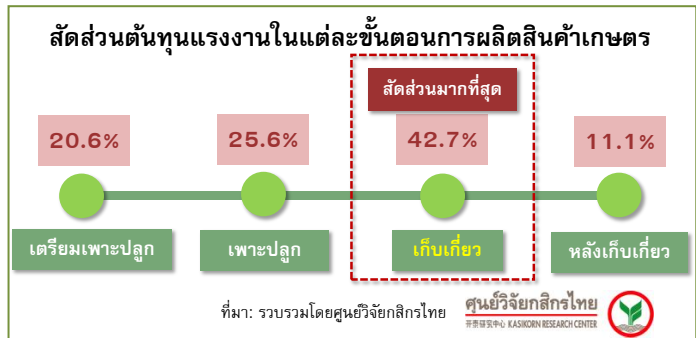 สัดส่วนต้นทุนแรงงานในแต่ละขั้นตอนการผลิตสินค้าเกษตร
สัดส่วนมากที่สุด
20.6%
25.6%
42.7%
11.1%
เตรียมเพาะปลูก
เพาะปลูก
เก็บเกี่ยว
หลังเก็บเกี่ยว
ที่มา: รวบรวมโดยศูนย์วิจัยกสิกรไทย
ศูนย์วิจัยกสิกรไทย
开泰研究中心 KASIKORN RESEARCH CENTER